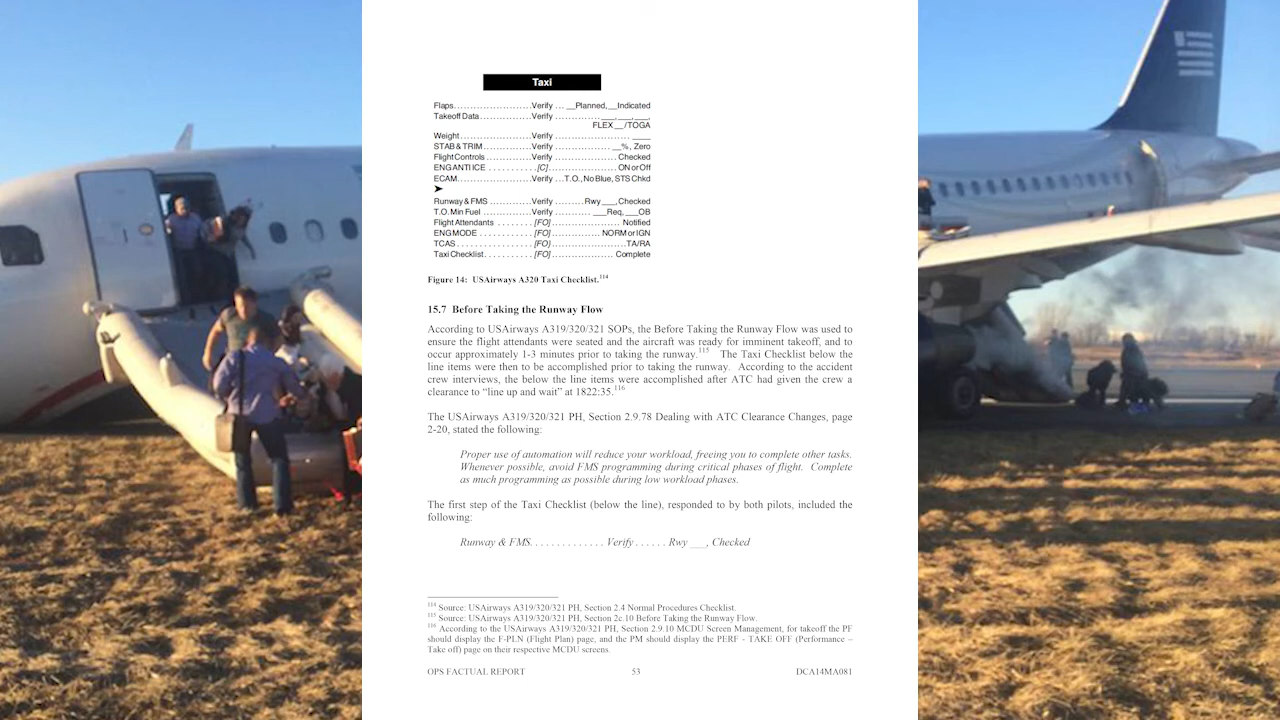 Taxi
Flaps........................Verify ... __Planned,__Indicated
Takeoff Data................Verify ..............___,___,___,
FLEX__/TOGA
Weight......................Verify ....................... ____
STAB & TRIM...............Verify ................. __%, Zero
Flight Controls ..............Verify ................... Checked
ENG ANTI ICE ...........[C]...................... ON or Off
ECAM.......................Verify ...T.O., No Blue, STS Chkd
➤
Runway & FMS .............Verify ..........Rwy ___,Checked
T.O. Min Fuel ...............Verify ........... ___Req,___OB
Flight Attendants ........[FO]......................... Notified
ENG MODE ............[FO]............... NORM or IGN
TCAS ................[FO].......................TA/RA
Taxi Checklist...........[FO]................... Complete
Figure 14: USAirways A320 Taxi Checklist.114
15.7 Before Taking the Runway Flow
According to USAirways A319/320/321 SOPs, the Before Taking the Runway Flow was used to
ensure the flight attendants were seated and the aircraft was ready for imminent takeoff, and to
occur approximately 1-3 minutes prior to taking the runway.115 The Taxi Checklist below the
line items were then to be accomplished prior to taking the runway. According to the accident
crew interviews, the below the line items were accomplished after ATC had given the crew a
clearance to “line up and wait” at 1822:35.116
The USAirways A319/320/321 PH, Section 2.9.78 Dealing with ATC Clearance Changes, page
2-20, stated the following:
Proper use of automation will reduce your workload, freeing you to complete other tasks.
Whenever possible, avoid FMS programming during critical phases of flight. Complete
as much programming as possible during low workload phases.
The first step of the Taxi Checklist (below the line), responded to by both pilots, included the
following:
Runway & FMS. . . . . . . . . . . . . Verify . . . . . . Rwy ___, Checked
114 Source: USAirways A319/320/321 PH, Section 2.4 Normal Procedures Checklist.
115 Source: USAirways A319/320/321 PH, Section 2c.10 Before Taking the Runway Flow.
116 According to the USAirways A319/320/321 PH, Section 2.9.10 MCDU Screen Management, for takeoff the PF
should display the F-PLN (Flight Plan) page, and the PM should display the PERF - TAKE OFF (Performance –
Take off) page on their respective MCDU screens.
OPS FACTUAL REPORT 53 DCA14MA081